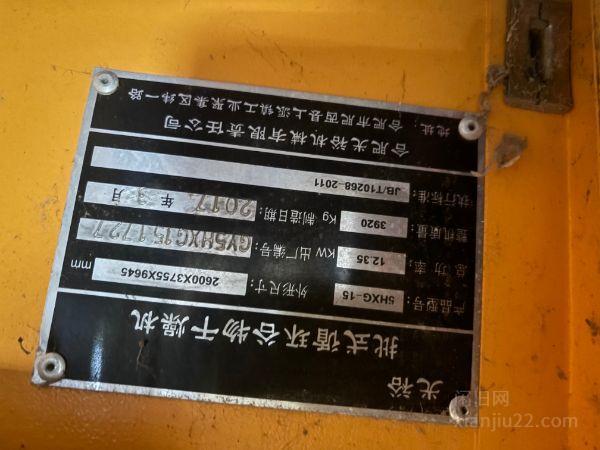 光裕
批式循环谷物干燥机
产品型号: 5HXG-15 外形尺寸: 2600X3755X9645 mm
总 功 率: 12.35 KW 出厂编号: GY5HXG151727
整机质量: 3920 Kg 制造日期: 2017 年 3 月
执行标准: JB/T10268-2011
合肥光裕机械有限责任公司
地址: 合肥市肥西县上派镇工业聚集区纬一路
闲旧网
xianjiu22.com